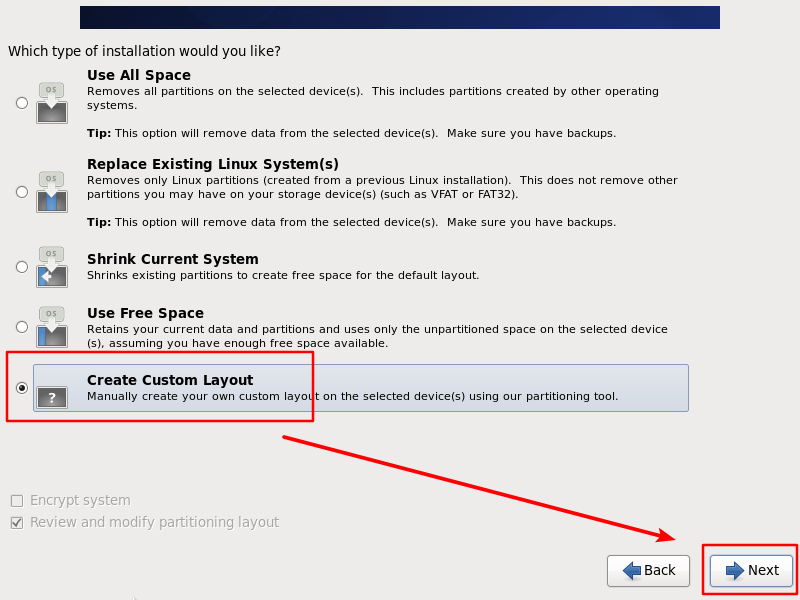 Which type of installation would you like?
OS
Use All Space
Removes all partitions on the selected device(s).  This includes partitions created by other operating
systems.
Tip: This option will remove data from the selected device(s).  Make sure you have backups.
OS
Replace Existing Linux System(s)
Removes only Linux partitions (created from a previous Linux installation).  This does not remove other
partitions you may have on your storage device(s) (such as VFAT or FAT32).
Tip: This option will remove data from the selected device(s).  Make sure you have backups.
OS
Shrink Current System
Shrinks existing partitions to create free space for the default layout.
OS
Use Free Space
Retains your current data and partitions and uses only the unpartitioned space on the selected device
(s), assuming you have enough free space available.
?
Create Custom Layout
Manually create your own custom layout on the selected device(s) using our partitioning tool.
Encrypt system
Review and modify partitioning layout
Back
Next